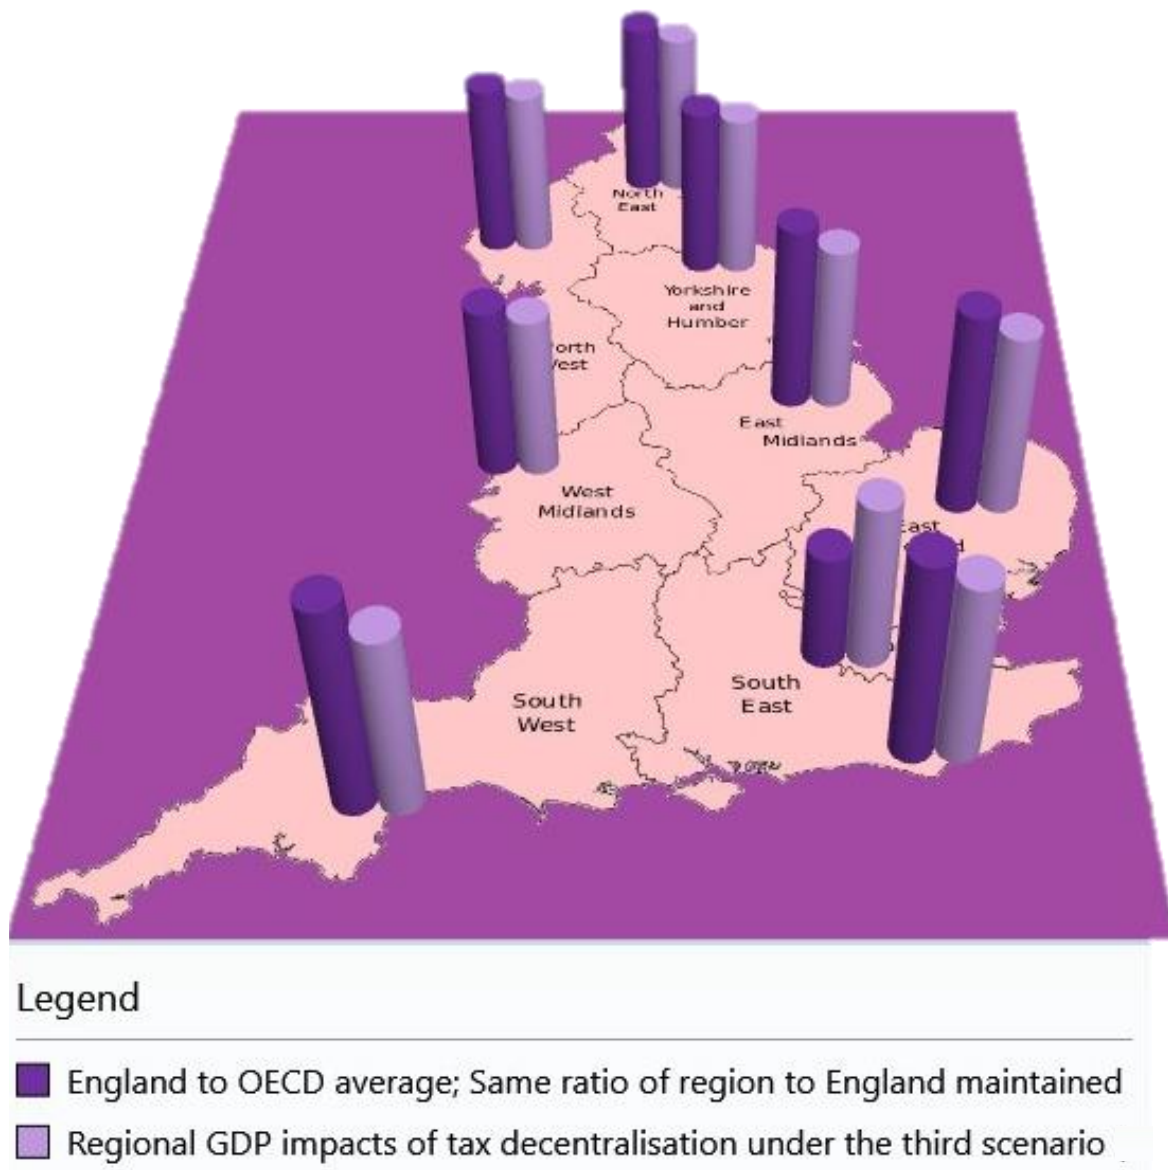 North
East
Yorkshire
and
Humber
East
Midlands
West
Midlands
East
South
West
South
East
Legend
England to OECD average; Same ratio of region to England maintained
Regional GDP impacts of tax decentralisation under the third scenario